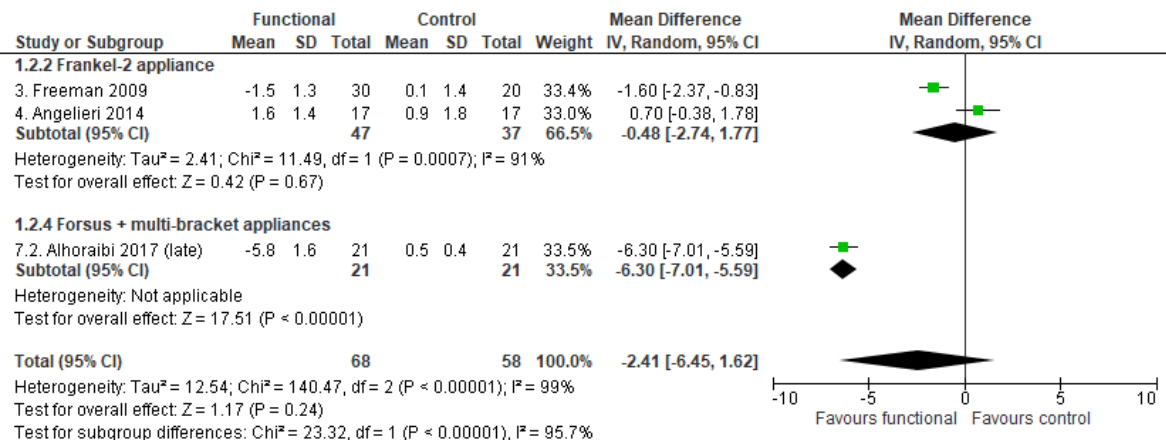 Functional Control Mean Difference Mean Difference
Study or Subgroup Mean SD Total Mean SD Total Weight IV, Random, 95% CI IV, Random, 95% CI
1.2.2 Frankel-2 appliance
3. Freeman 2009 -1.5 1.3 30 0.1 1.4 20 33.4% -1.60 [-2.37, -0.83]
4. Angelieri 2014 1.6 1.4 17 0.9 1.8 17 33.0% 0.70 [-0.38, 1.78]
Subtotal (95% CI) 47 37 66.5% -0.48 [-2.74, 1.77]
Heterogeneity: Tau² = 2.41; Chi² = 11.49, df = 1 (P = 0.0007); I² = 91%
Test for overall effect: Z = 0.42 (P = 0.67)
1.2.4 Forsus + multi-bracket appliances
7.2. Alhoraibi 2017 (late) -5.8 1.6 21 0.5 0.4 21 33.5% -6.30 [-7.01, -5.59]
Subtotal (95% CI) 21 21 33.5% -6.30 [-7.01, -5.59]
Heterogeneity: Not applicable
Test for overall effect: Z = 17.51 (P < 0.00001)
Total (95% CI) 68 58 100.0% -2.41 [-6.45, 1.62]
Heterogeneity: Tau² = 12.54; Chi² = 140.47, df = 2 (P < 0.00001); I² = 99%
Test for overall effect: Z = 1.17 (P = 0.24)
Test for subgroup differences: Chi² = 23.32, df = 1 (P < 0.00001), I² = 95.7%
-10 -5 0 5 10
Favours functional Favours control